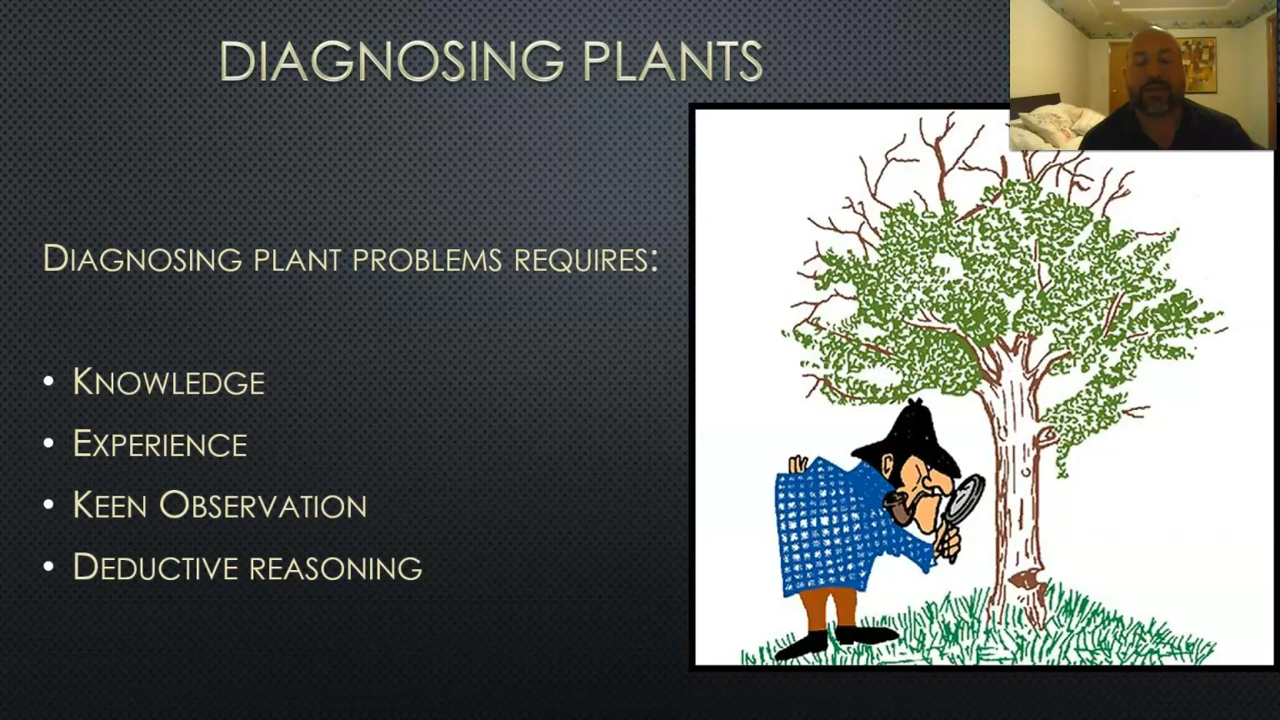 DIAGNOSING PLANTS
DIAGNOSING PLANT PROBLEMS REQUIRES:
• KNOWLEDGE
• EXPERIENCE
• KEEN OBSERVATION
• DEDUCTIVE REASONING